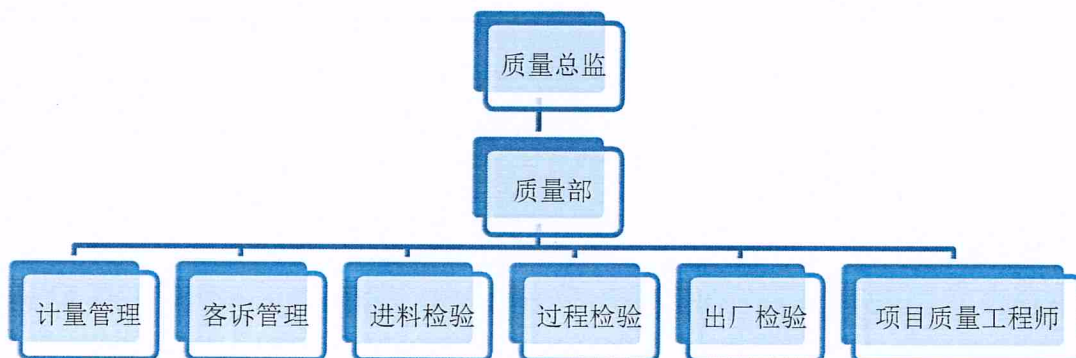 质量总监
质量部
计量管理
客诉管理
进料检验
过程检验
出厂检验
项目质量工程师